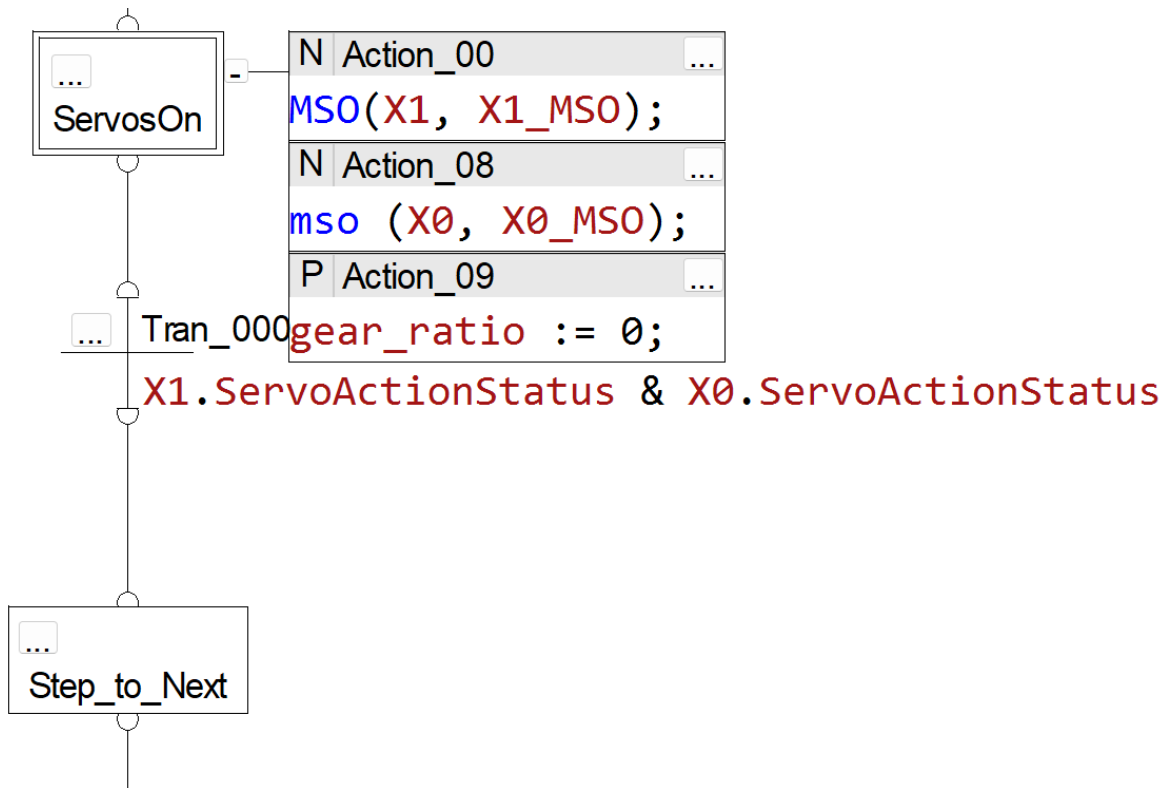 ...
ServosOn
-
N Action_00 ...
MSO(X1, X1_MSO);
N Action_08 ...
mso (X0, X0_MSO);
P Action_09 ...
gear_ratio := 0;
... Tran_000
X1.ServoActionStatus & X0.ServoActionStatus
...
Step_to_Next